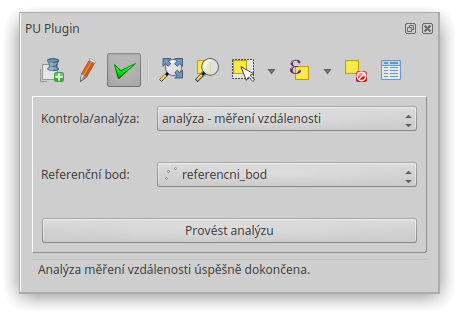 PU Plugin
Kontrola/analýza: analýza - měření vzdálenosti
Referenční bod: referencni_bod
Provést analýzu
Analýza měření vzdálenosti úspěšně dokončena.